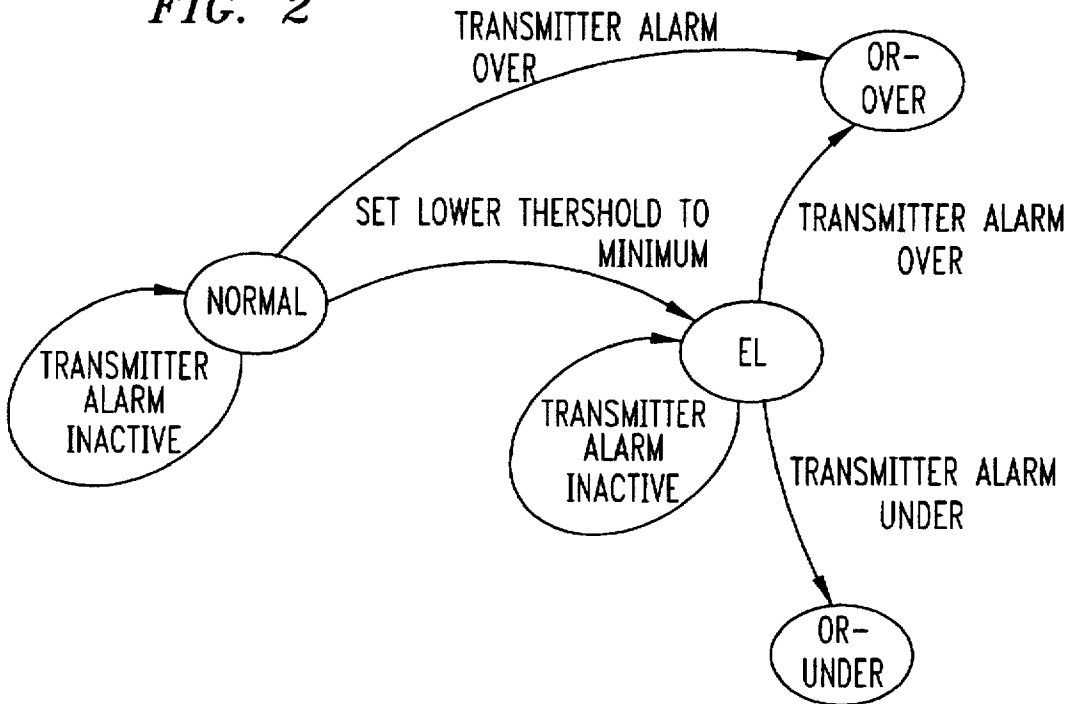 FIG. 2
TRANSMITTER ALARM
OVER
OR-
OVER
SET LOWER THERSHOLD TO
MINIMUM
TRANSMITTER ALARM
OVER
NORMAL
EL
TRANSMITTER
ALARM
INACTIVE
TRANSMITTER
ALARM
INACTIVE
TRANSMITTER ALARM
UNDER
OR-
UNDER